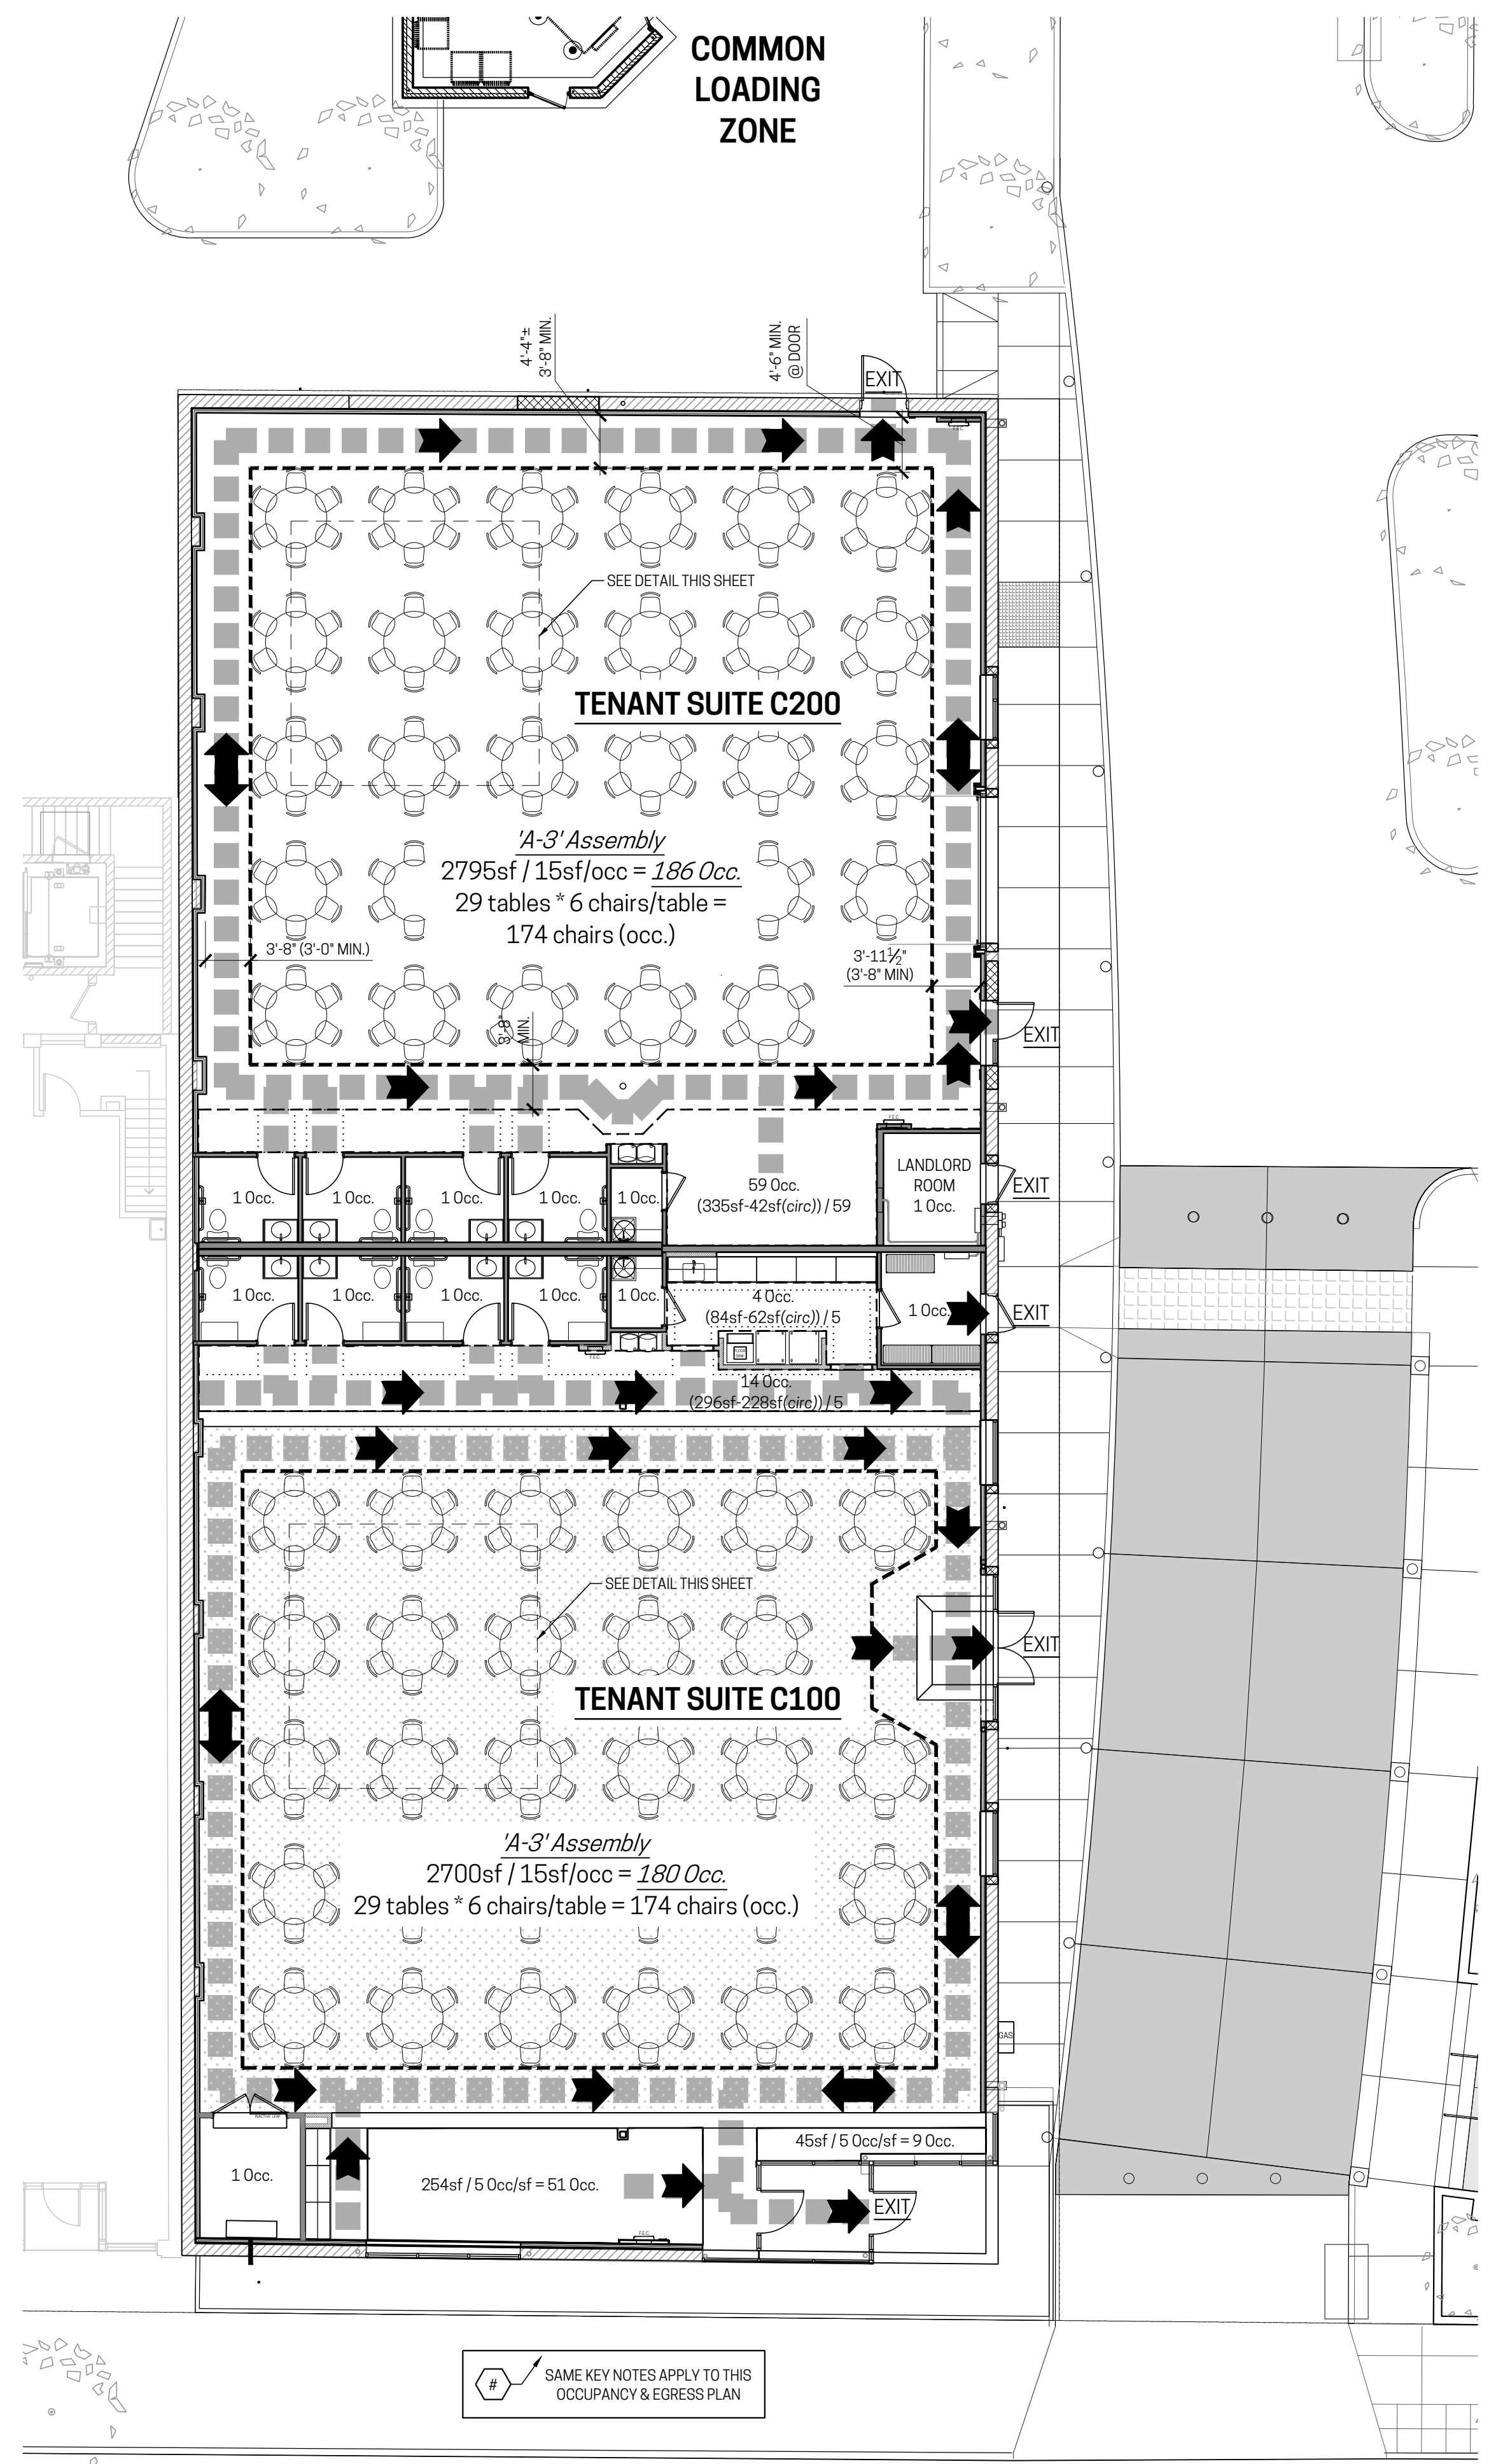 COMMON
LOADING
ZONE
4'-4"±
3'-8" MIN.
4'-6" MIN.
@ DOOR
EXIT
F.E.C.
SEE DETAIL THIS SHEET
TENANT SUITE C200
'A-3' Assembly
2795sf / 15sf/occ = 186 Occ.
29 tables * 6 chairs/table =
174 chairs (occ.)
3'-8" (3'-0" MIN.)
3'-11½"
(3'-8" MIN)
3'-8"
MIN.
EXIT
F.E.C.
LANDLORD
ROOM
1 Occ.
EXIT
1 Occ.
1 Occ.
1 Occ.
1 Occ.
1 Occ.
59 Occ.
(335sf-42sf(circ)) / 59
1 Occ.
1 Occ.
1 Occ.
1 Occ.
1 Occ.
4 Occ.
(84sf-62sf(circ)) / 5
1 Occ.
EXIT
F.E.C.
14 Occ.
(296sf-228sf(circ)) / 5
SEE DETAIL THIS SHEET
EXIT
TENANT SUITE C100
'A-3' Assembly
2700sf / 15sf/occ = 180 Occ.
29 tables * 6 chairs/table = 174 chairs (occ.)
GAS
INACTIVE LEAF
45sf / 5 Occ/sf = 9 Occ.
1 Occ.
254sf / 5 Occ/sf = 51 Occ.
EXIT
F.E.C.
# SAME KEY NOTES APPLY TO THIS
OCCUPANCY & EGRESS PLAN